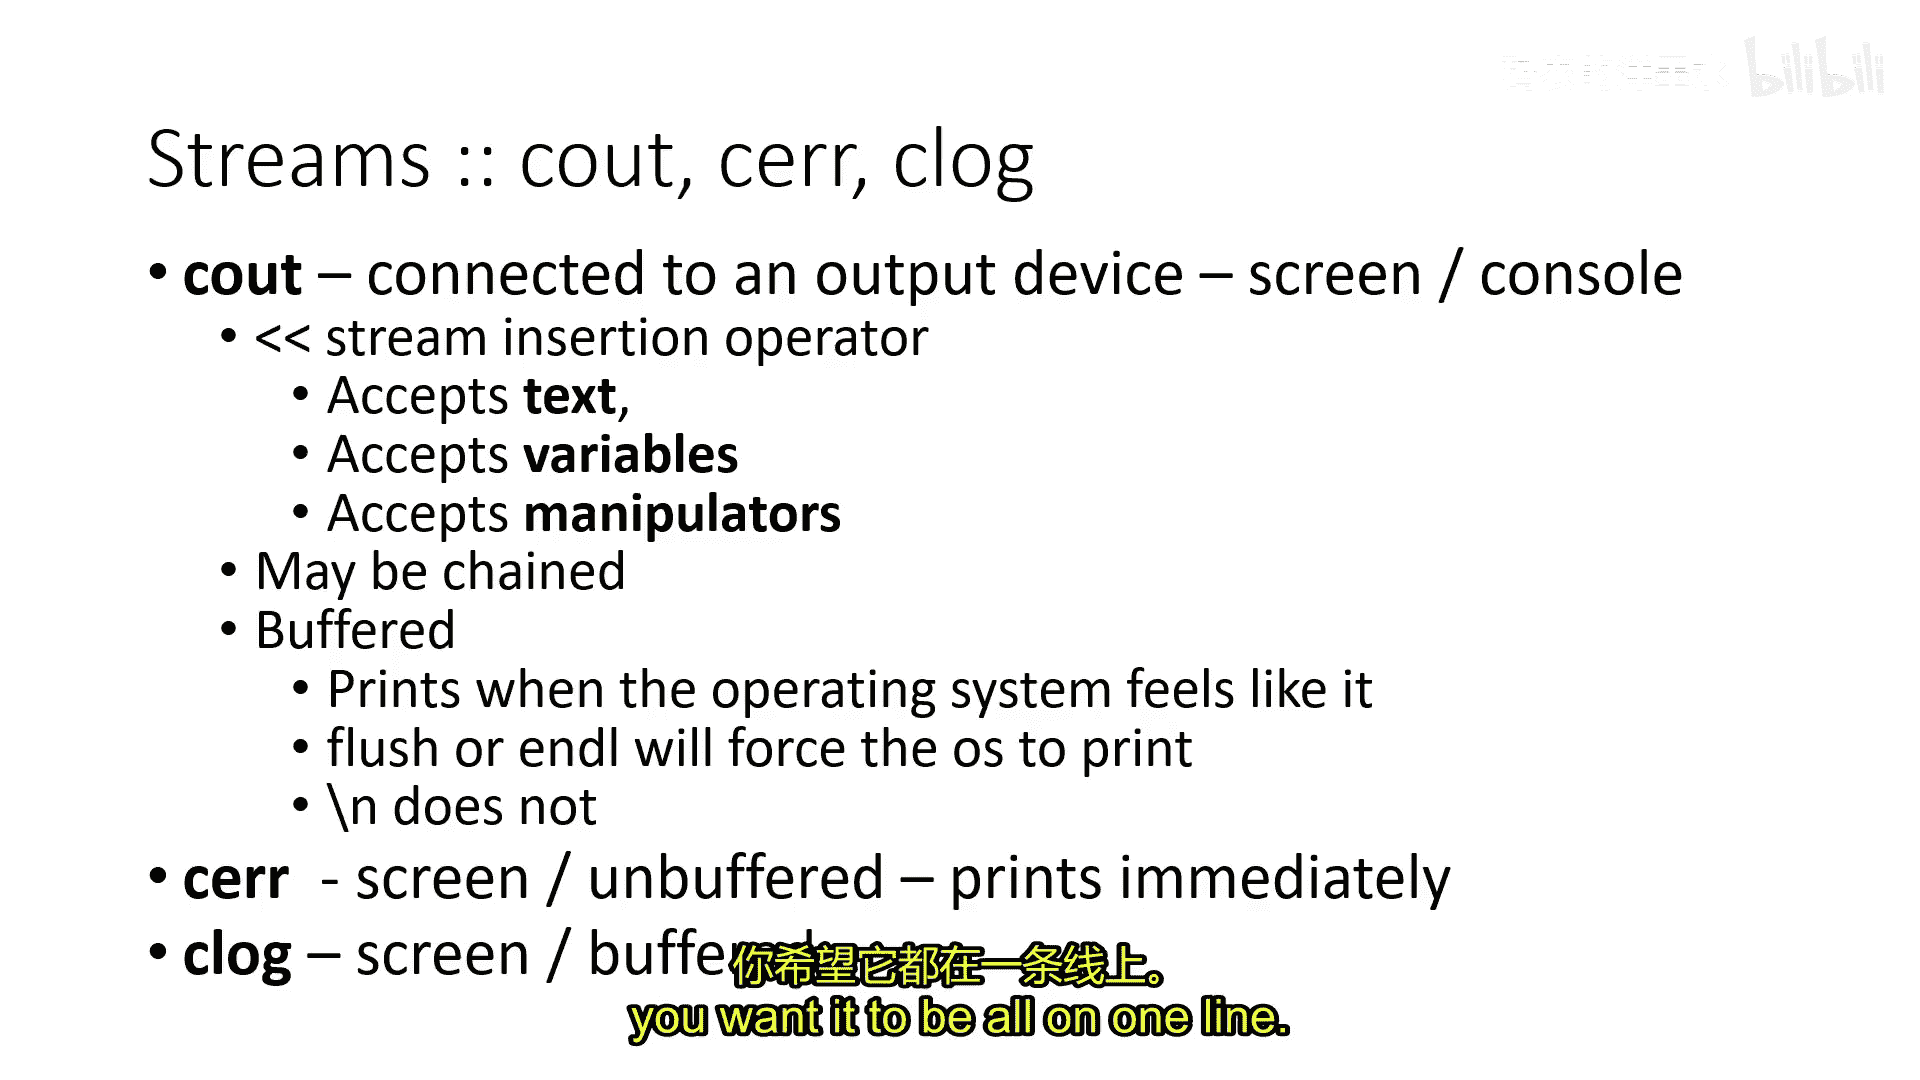 bilibili
Streams :: cout, cerr, clog
• cout – connected to an output device – screen / console
• << stream insertion operator
• Accepts text,
• Accepts variables
• Accepts manipulators
• May be chained
• Buffered
• Prints when the operating system feels like it
• flush or endl will force the os to print
• \n does not
• cerr - screen / unbuffered – prints immediately
• clog – screen / buffered
你希望它都在一条线上。
you want it to be all on one line.